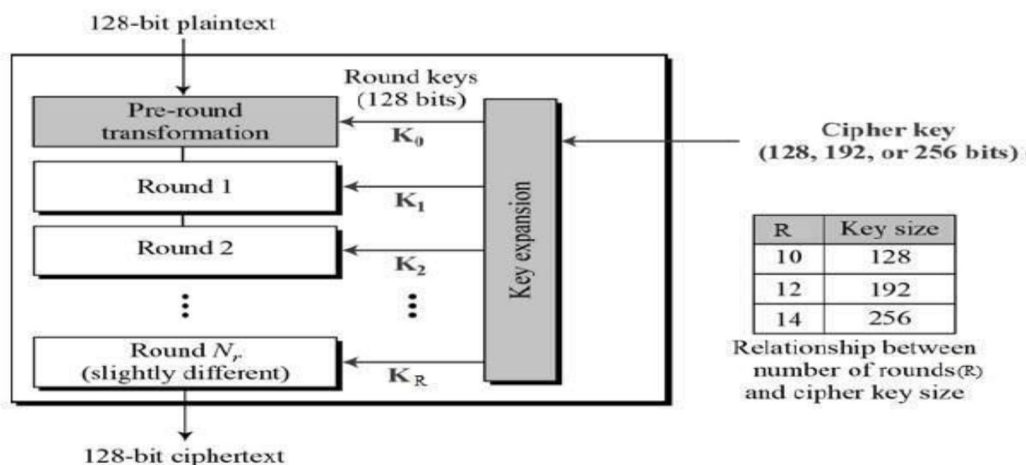 128-bit plaintext
Round keys
(128 bits)
Pre-round
transformation
K0
Cipher key
(128, 192, or 256 bits)
Round 1
K1
Round 2
K2
Key expansion
R Key size
10 128
12 192
14 256
Round Nr
(slightly different)
KR
Relationship between
number of rounds(R)
and cipher key size
128-bit ciphertext